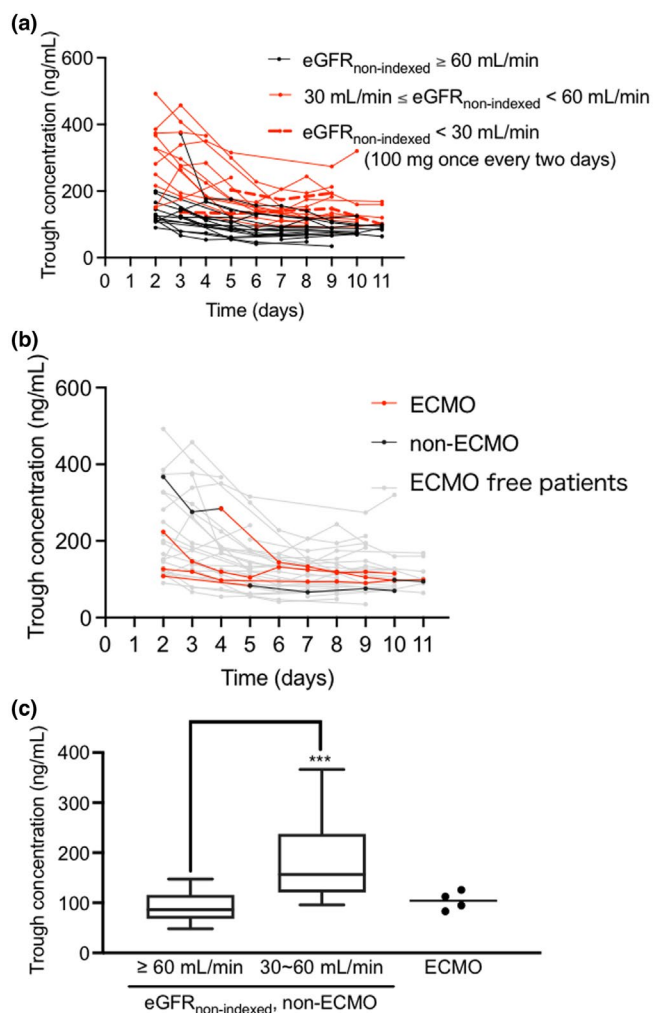 (a)
Trough concentration (ng/mL)
600
400
200
0
0 1 2 3 4 5 6 7 8 9 10 11
Time (days)
eGFRnon-indexed ≥ 60 mL/min
30 mL/min ≤ eGFRnon-indexed < 60 mL/min
eGFRnon-indexed < 30 mL/min
(100 mg once every two days)
(b)
Trough concentration (ng/mL)
600
400
200
0
0 1 2 3 4 5 6 7 8 9 10 11
Time (days)
ECMO
non-ECMO
ECMO free patients
(c)
Trough concentration (ng/mL)
400
300
200
100
0
***
≥ 60 mL/min 30~60 mL/min ECMO
eGFRnon-indexed, non-ECMO